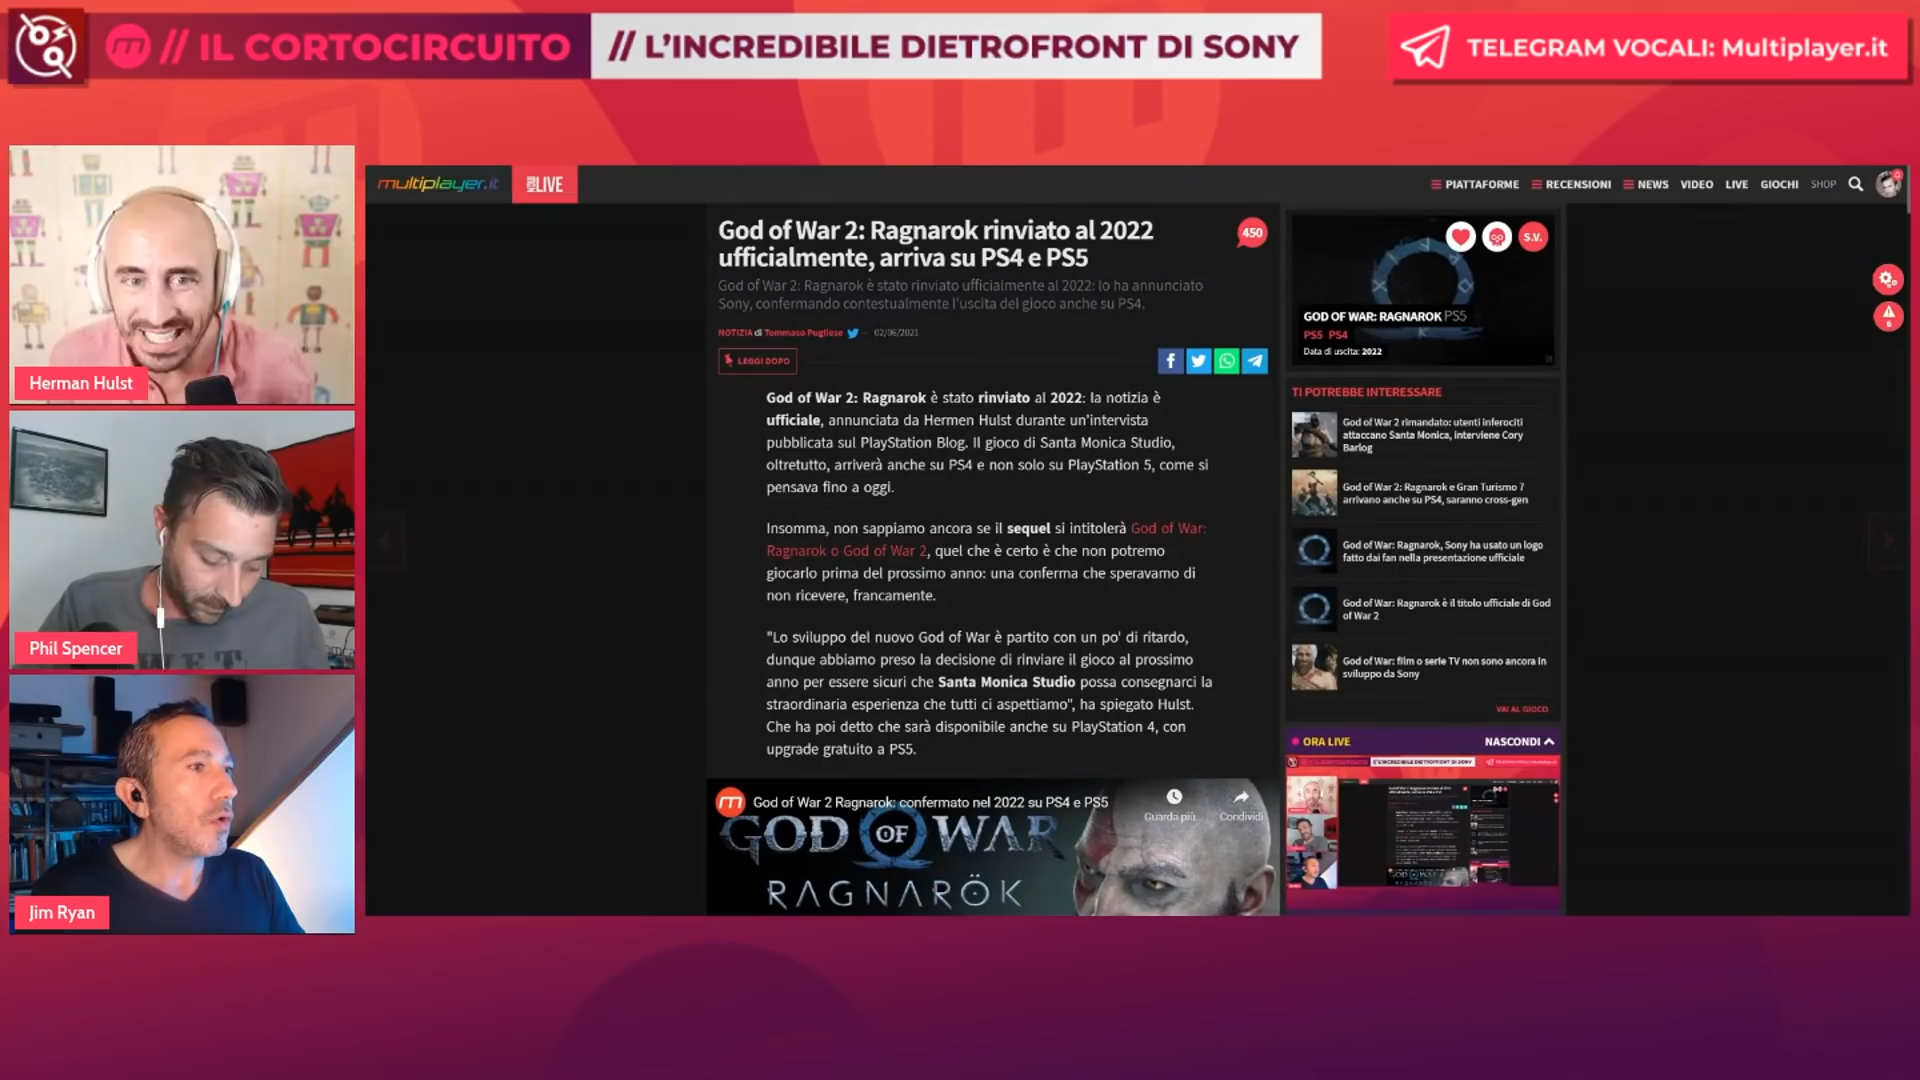 // IL CORTOCIRCUITO
// L'INCREDIBILE DIETROFRONT DI SONY
TELEGRAM VOCALI: Multiplayer.it
Herman Hulst
Phil Spencer
Jim Ryan
multiplayer.it
LIVE
PIATTAFORME
RECENSIONI
NEWS
VIDEO
LIVE
GIOCHI
SHOP
God of War 2: Ragnarok rinviato al 2022
ufficialmente, arriva su PS4 e PS5
450
God of War 2: Ragnarok è stato rinviato ufficialmente al 2022: lo ha annunciato
Sony, confermando contestualmente l'uscita del gioco anche su PS4.
NOTIZIA di Tommaso Pugliese — 02/06/2021
LEGGI DOPO
God of War 2: Ragnarok è stato rinviato al 2022: la notizia è
ufficiale, annunciata da Hermen Hulst durante un'intervista
pubblicata sul PlayStation Blog. Il gioco di Santa Monica Studio,
oltretutto, arriverà anche su PS4 e non solo su PlayStation 5, come si
pensava fino a oggi.
Insomma, non sappiamo ancora se il sequel si intitolerà God of War:
Ragnarok o God of War 2, quel che è certo è che non potremo
giocarlo prima del prossimo anno: una conferma che speravamo di
non ricevere, francamente.
"Lo sviluppo del nuovo God of War è partito con un po' di ritardo,
dunque abbiamo preso la decisione di rinviare il gioco al prossimo
anno per essere sicuri che Santa Monica Studio possa consegnarci la
straordinaria esperienza che tutti ci aspettiamo", ha spiegato Hulst.
Che ha poi detto che sarà disponibile anche su PlayStation 4, con
upgrade gratuito a PS5.
God of War 2 Ragnarok: confermato nel 2022 su PS4 e PS5
Guarda più
Condividi
GOD OF WAR
RAGNARÖK
S.V.
GOD OF WAR: RAGNAROK PS5
PS5 PS4
Data di uscita: 2022
TI POTREBBE INTERESSARE
God of War 2 rimandato: utenti inferociti
attaccano Santa Monica, interviene Cory
Barlog
God of War 2: Ragnarok e Gran Turismo 7
arrivano anche su PS4, saranno cross-gen
God of War: Ragnarok, Sony ha usato un logo
fatto dai fan nella presentazione ufficiale
God of War: Ragnarok è il titolo ufficiale di God
of War 2
God of War: film o serie TV non sono ancora in
sviluppo da Sony
VAI AL GIOCO
ORA LIVE
NASCONDI